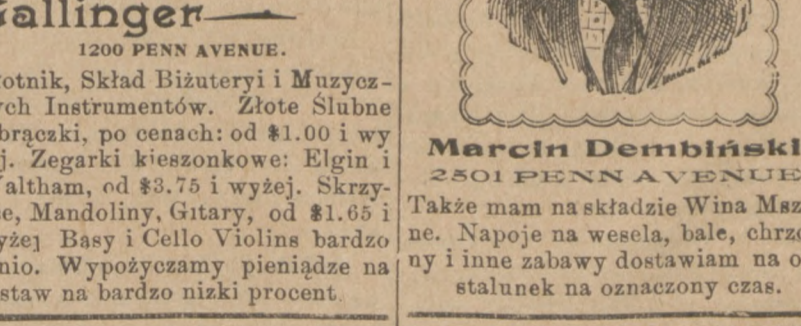 allinger
1200 PENN AVENUE.
otnik, Skład Biżuteryi i Muzycz-
ych Instrumentów. Złote Ślubne
brączki, po cenach: od $1.00 i wy
j. Zegarki kieszonkowe: Elgin i
altham, od $3.75 i wyżej. Skrzy-
ce, Mandoliny, Gitary, od $1.65 i
yżej Basy i Cello Violins bardzo
nio. Wypożyczamy pieniądze na
staw na bardzo nizki procent.
Marcin Dembiński
2501 PENN AVENUE
Także mam na składzie Wina Msz
ne. Napoje na wesela, bale, chrzc
ny i inne zabawy dostawiam na o
stalunek na oznaczony czas.